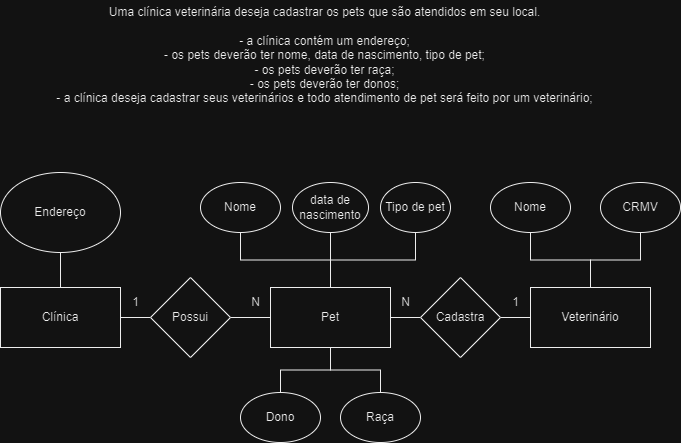 Uma clínica veterinária deseja cadastrar os pets que são atendidos em seu local.
- a clínica contém um endereço;
- os pets deverão ter nome, data de nascimento, tipo de pet;
- os pets deverão ter raça;
- os pets deverão ter donos;
- a clínica deseja cadastrar seus veterinários e todo atendimento de pet será feito por um veterinário;
Endereço
Nome
data de
nascimento
Tipo de pet
Nome
CRMV
Clínica
1
Possui
N
Pet
N
Cadastra
1
Veterinário
Dono
Raça